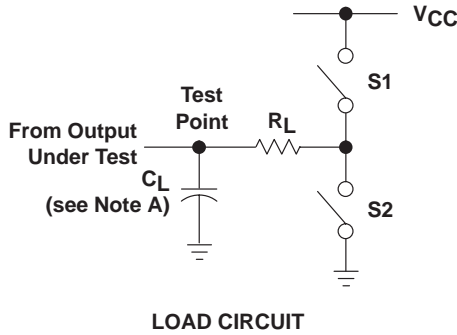 VCC
S1
Test
Point
RL
From Output
Under Test
CL
(see Note A)
S2
LOAD CIRCUIT